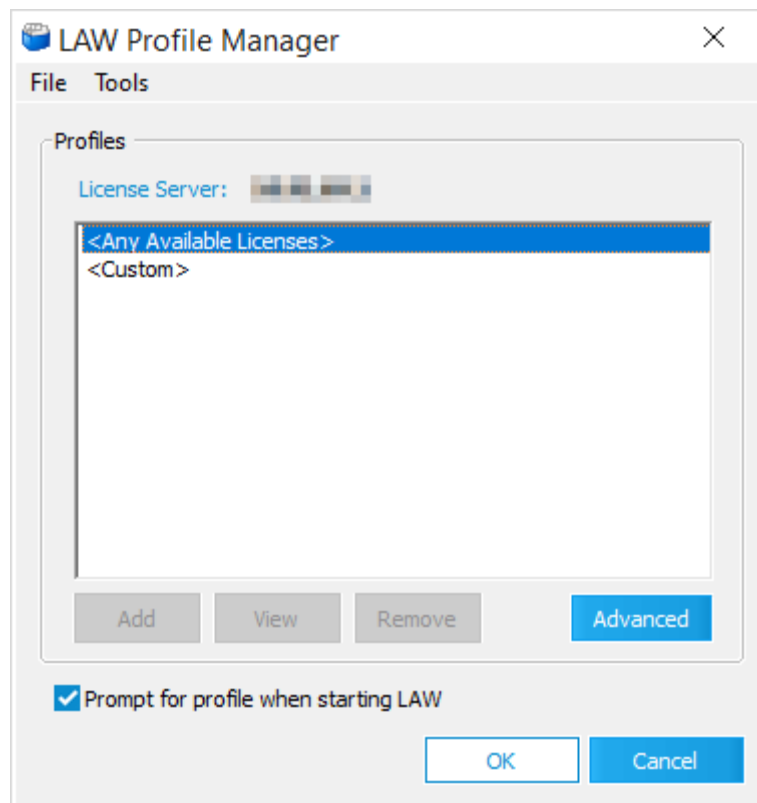 LAW Profile Manager
File Tools
Profiles
License Server:
<Any Available Licenses>
<Custom>
Add View Remove Advanced
Prompt for profile when starting LAW
OK Cancel